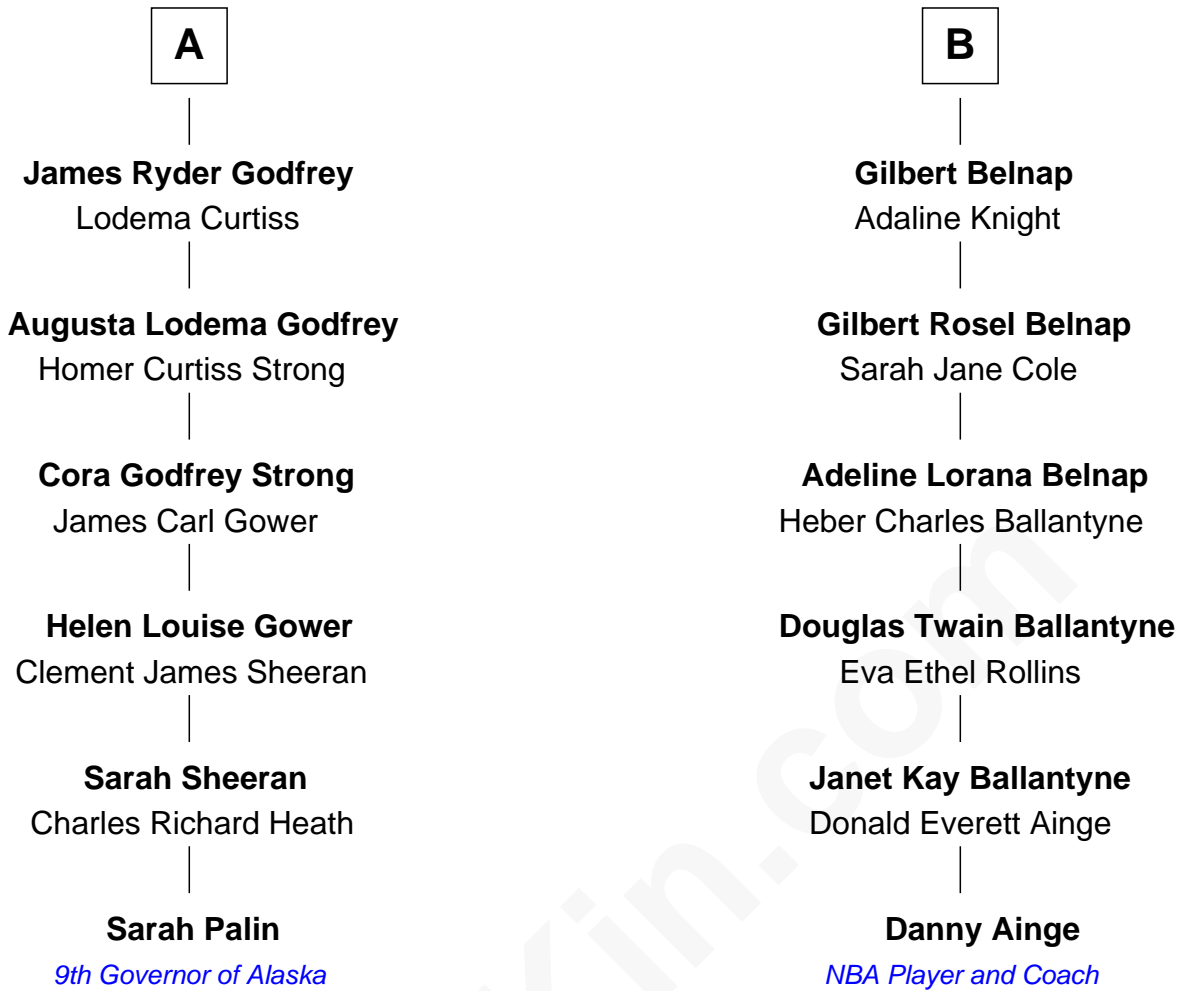 A
B
James Ryder Godfrey
Lodema Curtiss
Gilbert Belnap
Adaline Knight
Augusta Lodema Godfrey
Homer Curtiss Strong
Gilbert Rosel Belnap
Sarah Jane Cole
Cora Godfrey Strong
James Carl Gower
Adeline Lorana Belnap
Heber Charles Ballantyne
Helen Louise Gower
Clement James Sheeran
Douglas Twain Ballantyne
Eva Ethel Rollins
Sarah Sheeran
Charles Richard Heath
Janet Kay Ballantyne
Donald Everett Ainge
Sarah Palin
9th Governor of Alaska
Danny Ainge
NBA Player and Coach
Kin.com